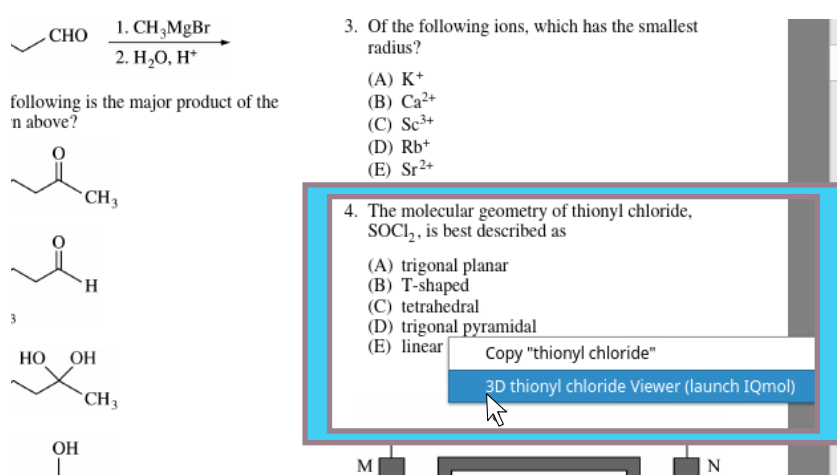 CHO
1. CH₃MgBr
2. H₂O, H⁺
following is the major product of the
n above?
O
CH₃
O
H
3
HO OH
CH₃
OH
3. Of the following ions, which has the smallest
radius?
(A) K⁺
(B) Ca²⁺
(C) Sc³⁺
(D) Rb⁺
(E) Sr²⁺
4. The molecular geometry of thionyl chloride,
SOCl₂, is best described as
(A) trigonal planar
(B) T-shaped
(C) tetrahedral
(D) trigonal pyramidal
(E) linear
Copy "thionyl chloride"
3D thionyl chloride Viewer (launch IQmol)
M N